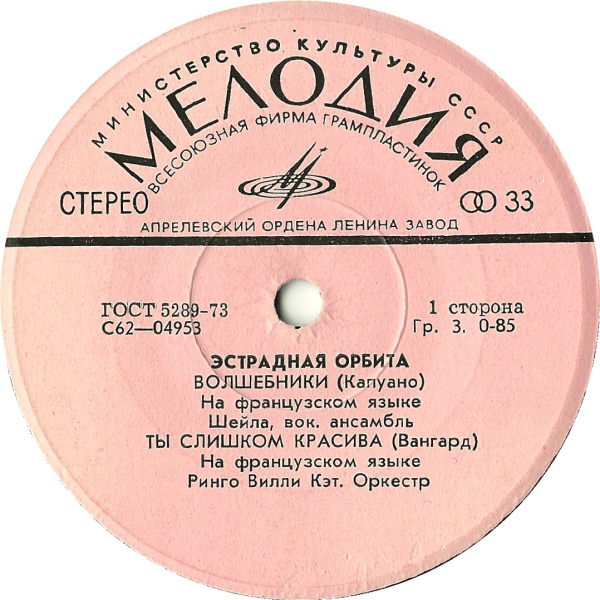 МИНИСТЕРСТВО КУЛЬТУРЫ СССР
МЕЛОДИЯ
ВСЕСОЮЗНАЯ ФИРМА ГРАМПЛАСТИНОК
СТЕРЕО
33
АПРЕЛЕВСКИЙ ОРДЕНА ЛЕНИНА ЗАВОД
ГОСТ 5289-73
С62—04953
1 сторона
Гр. 3. 0-85
ЭСТРАДНАЯ ОРБИТА
ВОЛШЕБНИКИ (Капуано)
На французском языке
Шейла, вок. ансамбль
ТЫ СЛИШКОМ КРАСИВА (Вангард)
На французском языке
Ринго Вилли Кэт. Оркестр